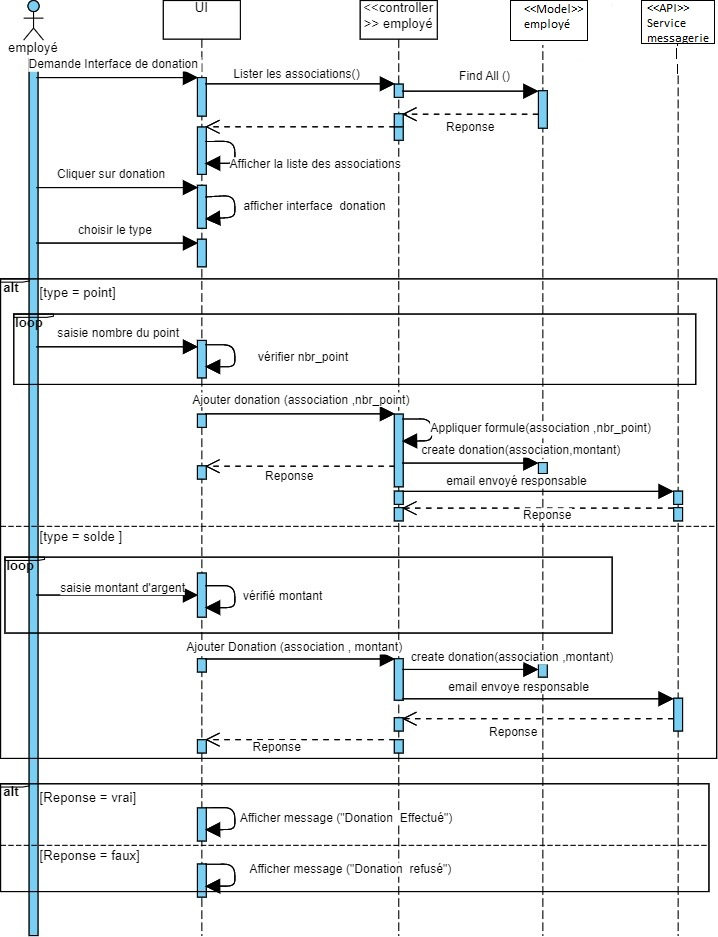 employé
UI
<<controller
>> employé
<<Model>>
employé
<<API>>
Service
messagerie
Demande Interface de donation
Lister les associations()
Find All ()
Reponse
Afficher la liste des associations
Cliquer sur donation
afficher interface donation
choisir le type
alt
[type = point]
loop
saisie nombre du point
vérifier nbr_point
Ajouter donation (association ,nbr_point)
Appliquer formule(association ,nbr_point)
create donation(association,montant)
Reponse
email envoyé responsable
Reponse
[type = solde ]
loop
saisie montant d'argent
vérifié montant
Ajouter Donation (association , montant)
create donation(association ,montant)
email envoye responsable
Reponse
Reponse
alt
[Reponse = vrai]
Afficher message ("Donation Effectué")
[Reponse = faux]
Afficher message ("Donation refusé")